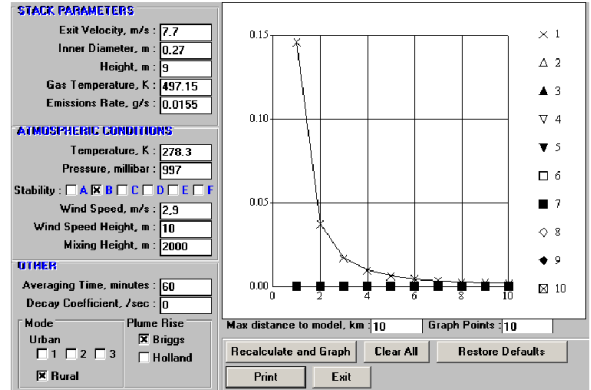 STACK PARAMETERS
Exit Velocity, m/s : 7.7
Inner Diameter, m : 0.27
Height, m : 9
Gas Temperature, K : 497.15
Emissions Rate, g/s : 0.0155
ATMOSPHERIC CONDITIONS
Temperature, K : 278.3
Pressure, millibar : 997
Stability : A B C D E F
Wind Speed, m/s : 2,9
Wind Speed Height, m : 10
Mixing Height, m : 2000
OTHER
Averaging Time, minutes : 60
Decay Coefficient, /sec : 0
Mode
Urban
1 2 3
Rural
Plume Rise
Briggs
Holland
0.15
0.10
0.05
0.00
0 2 4 6 8 10
1
2
3
4
5
6
7
8
9
10
Max distance to model, km : 10 Graph Points : 10
Recalculate and Graph Clear All Restore Defaults
Print Exit